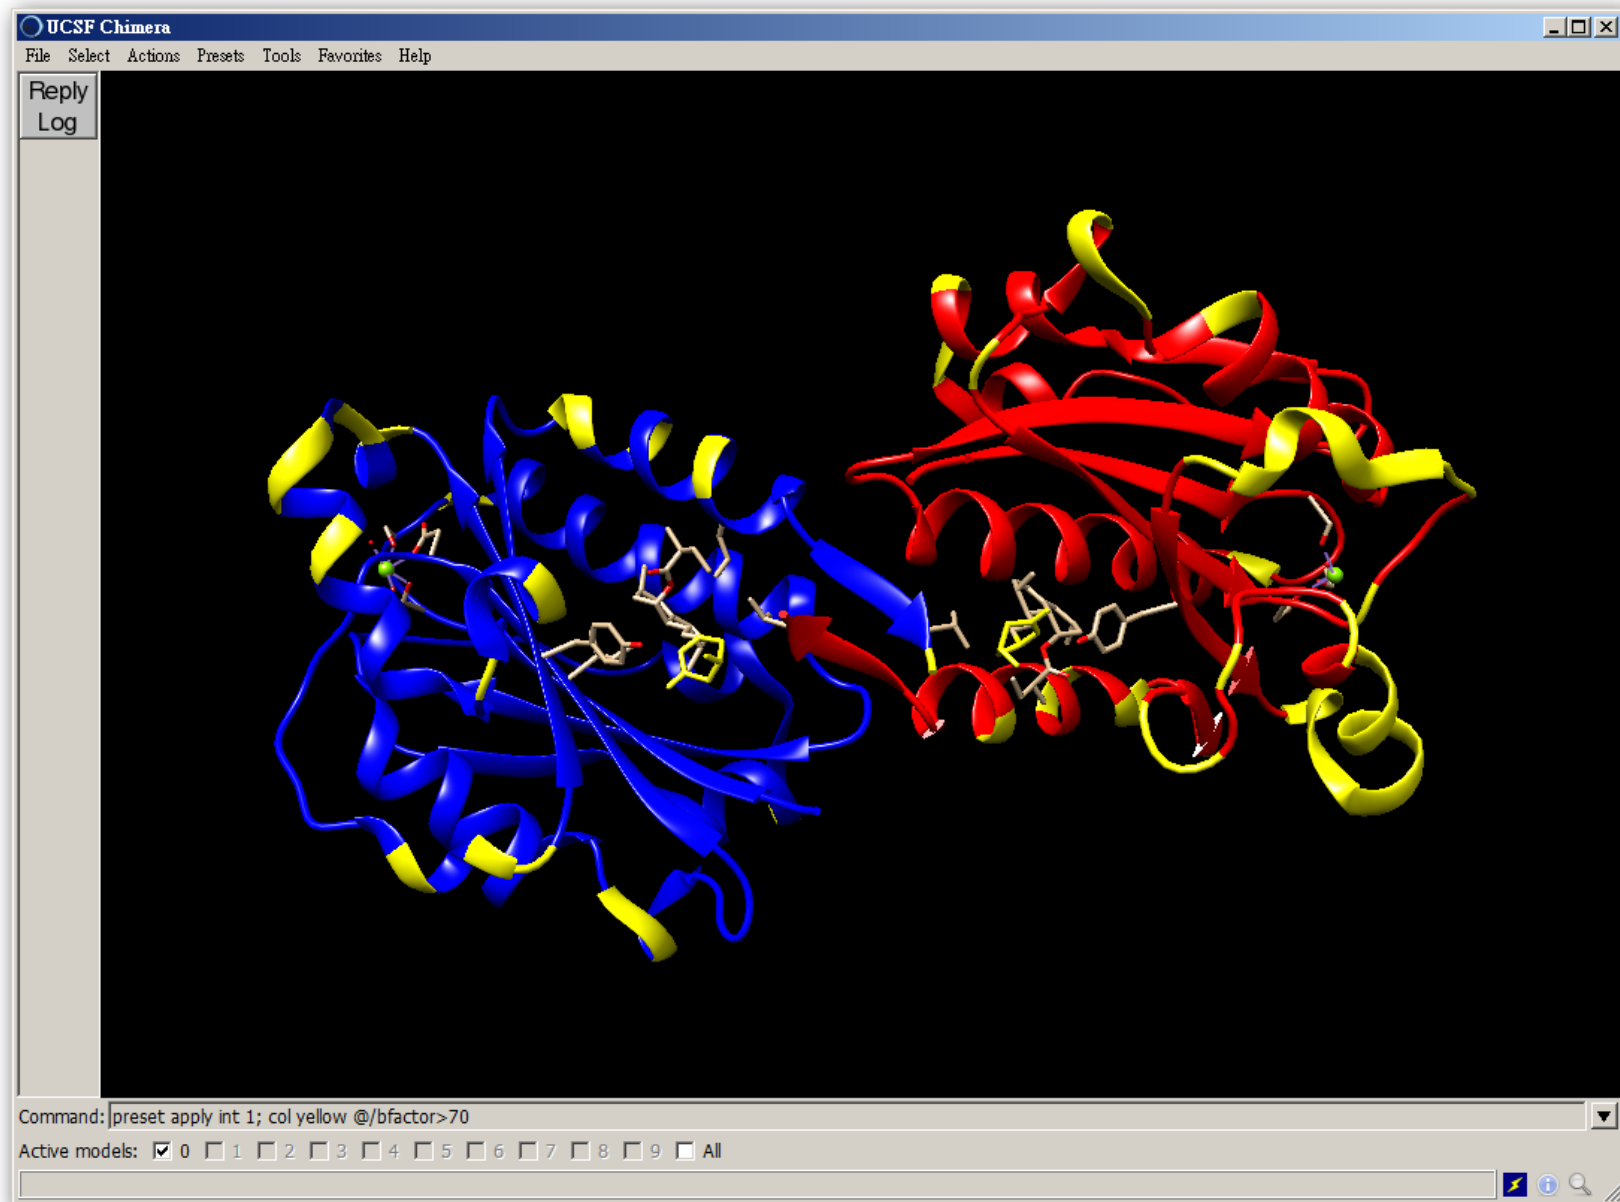 UCSF Chimera
File Select Actions Presets Tools Favorites Help
Reply
Log
Command: preset apply int 1; col yellow @/bfactor>70
Active models: 0 1 2 3 4 5 6 7 8 9 All